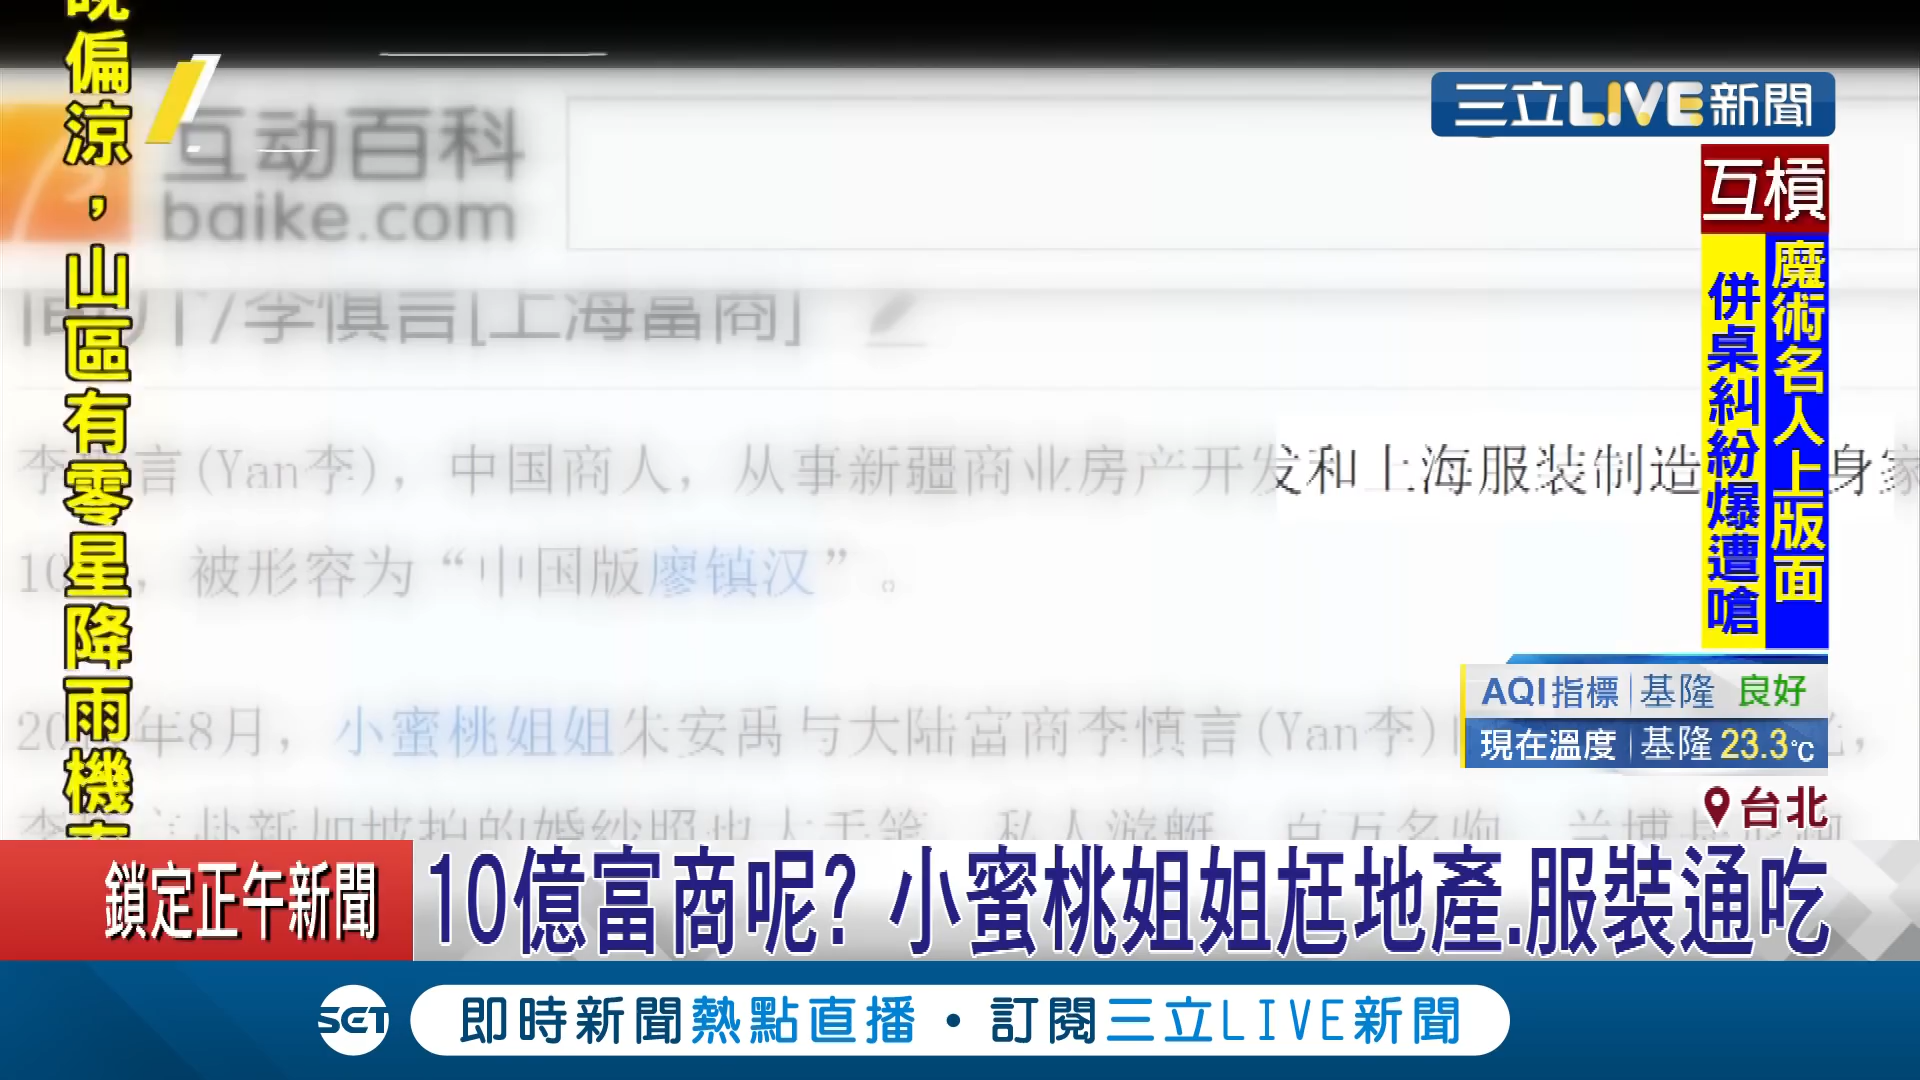 晚偏涼，山區有零星降雨機率
三立LIVE新聞
互动百科
baike.com
/李慎言[上海富商]
互槓
魔術名人上版面
併桌糾紛爆遭嗆
李慎言(Yan李)，中国商人，从事新疆商业房产开发和上海服装制造 身家
10 ，被形容为“中国版廖镇汉”。
年8月，小蜜桃姐姐朱安禹与大陆富商李慎言(Yan李)
AQI指標 基隆 良好
現在溫度 基隆 23.3°C
台北
鎖定正午新聞
10億富商呢? 小蜜桃姐姐尪地產.服裝通吃
SET 即時新聞熱點直播・訂閱三立LIVE新聞